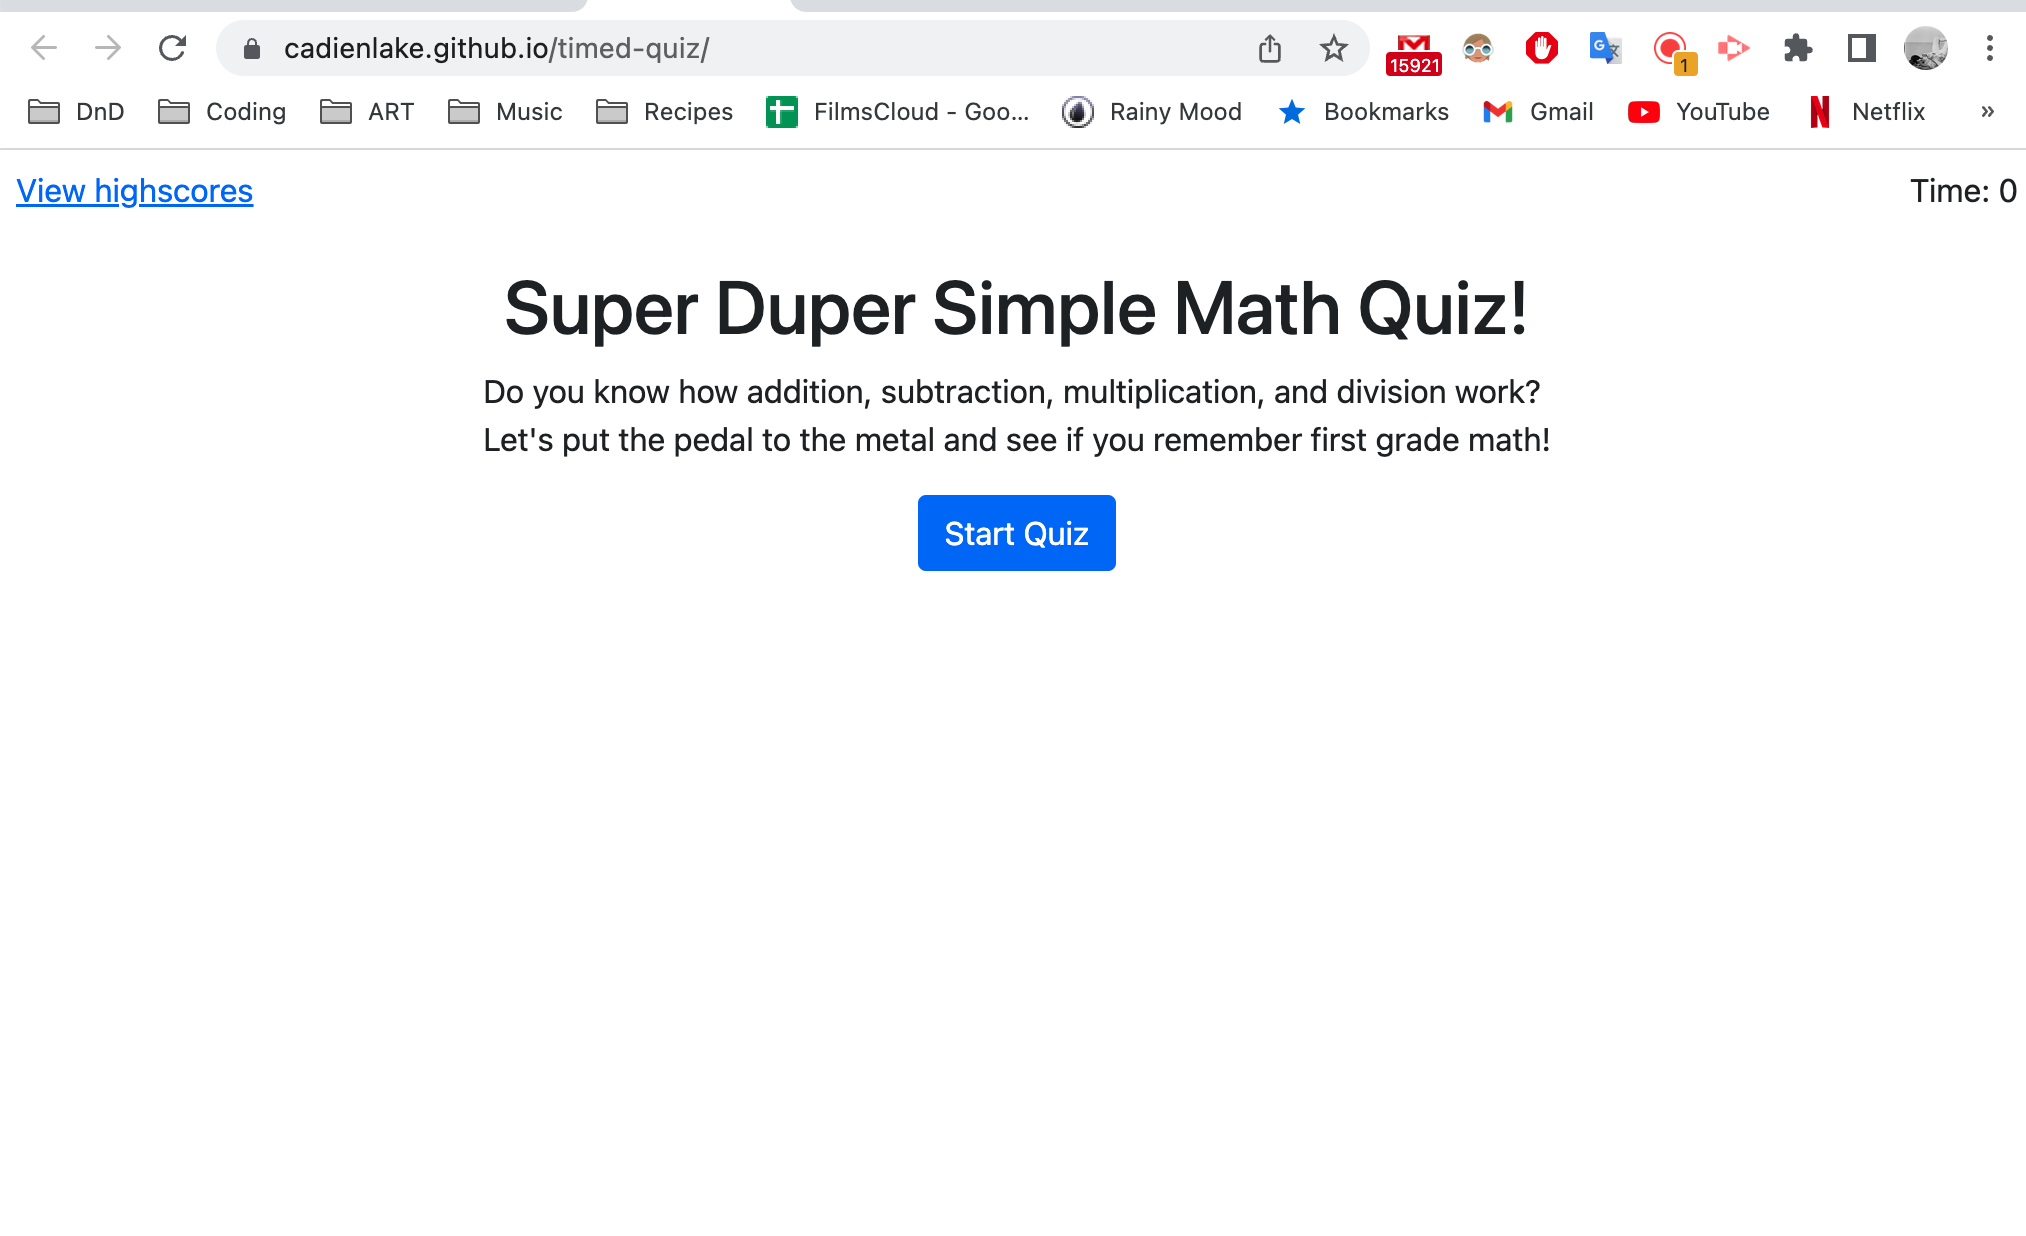 cadienlake.github.io/timed-quiz/
15921
1
DnD Coding ART Music Recipes FilmsCloud - Goo... Rainy Mood Bookmarks Gmail YouTube Netflix »
View highscores
Time: 0
Super Duper Simple Math Quiz!
Do you know how addition, subtraction, multiplication, and division work?
Let's put the pedal to the metal and see if you remember first grade math!
Start Quiz